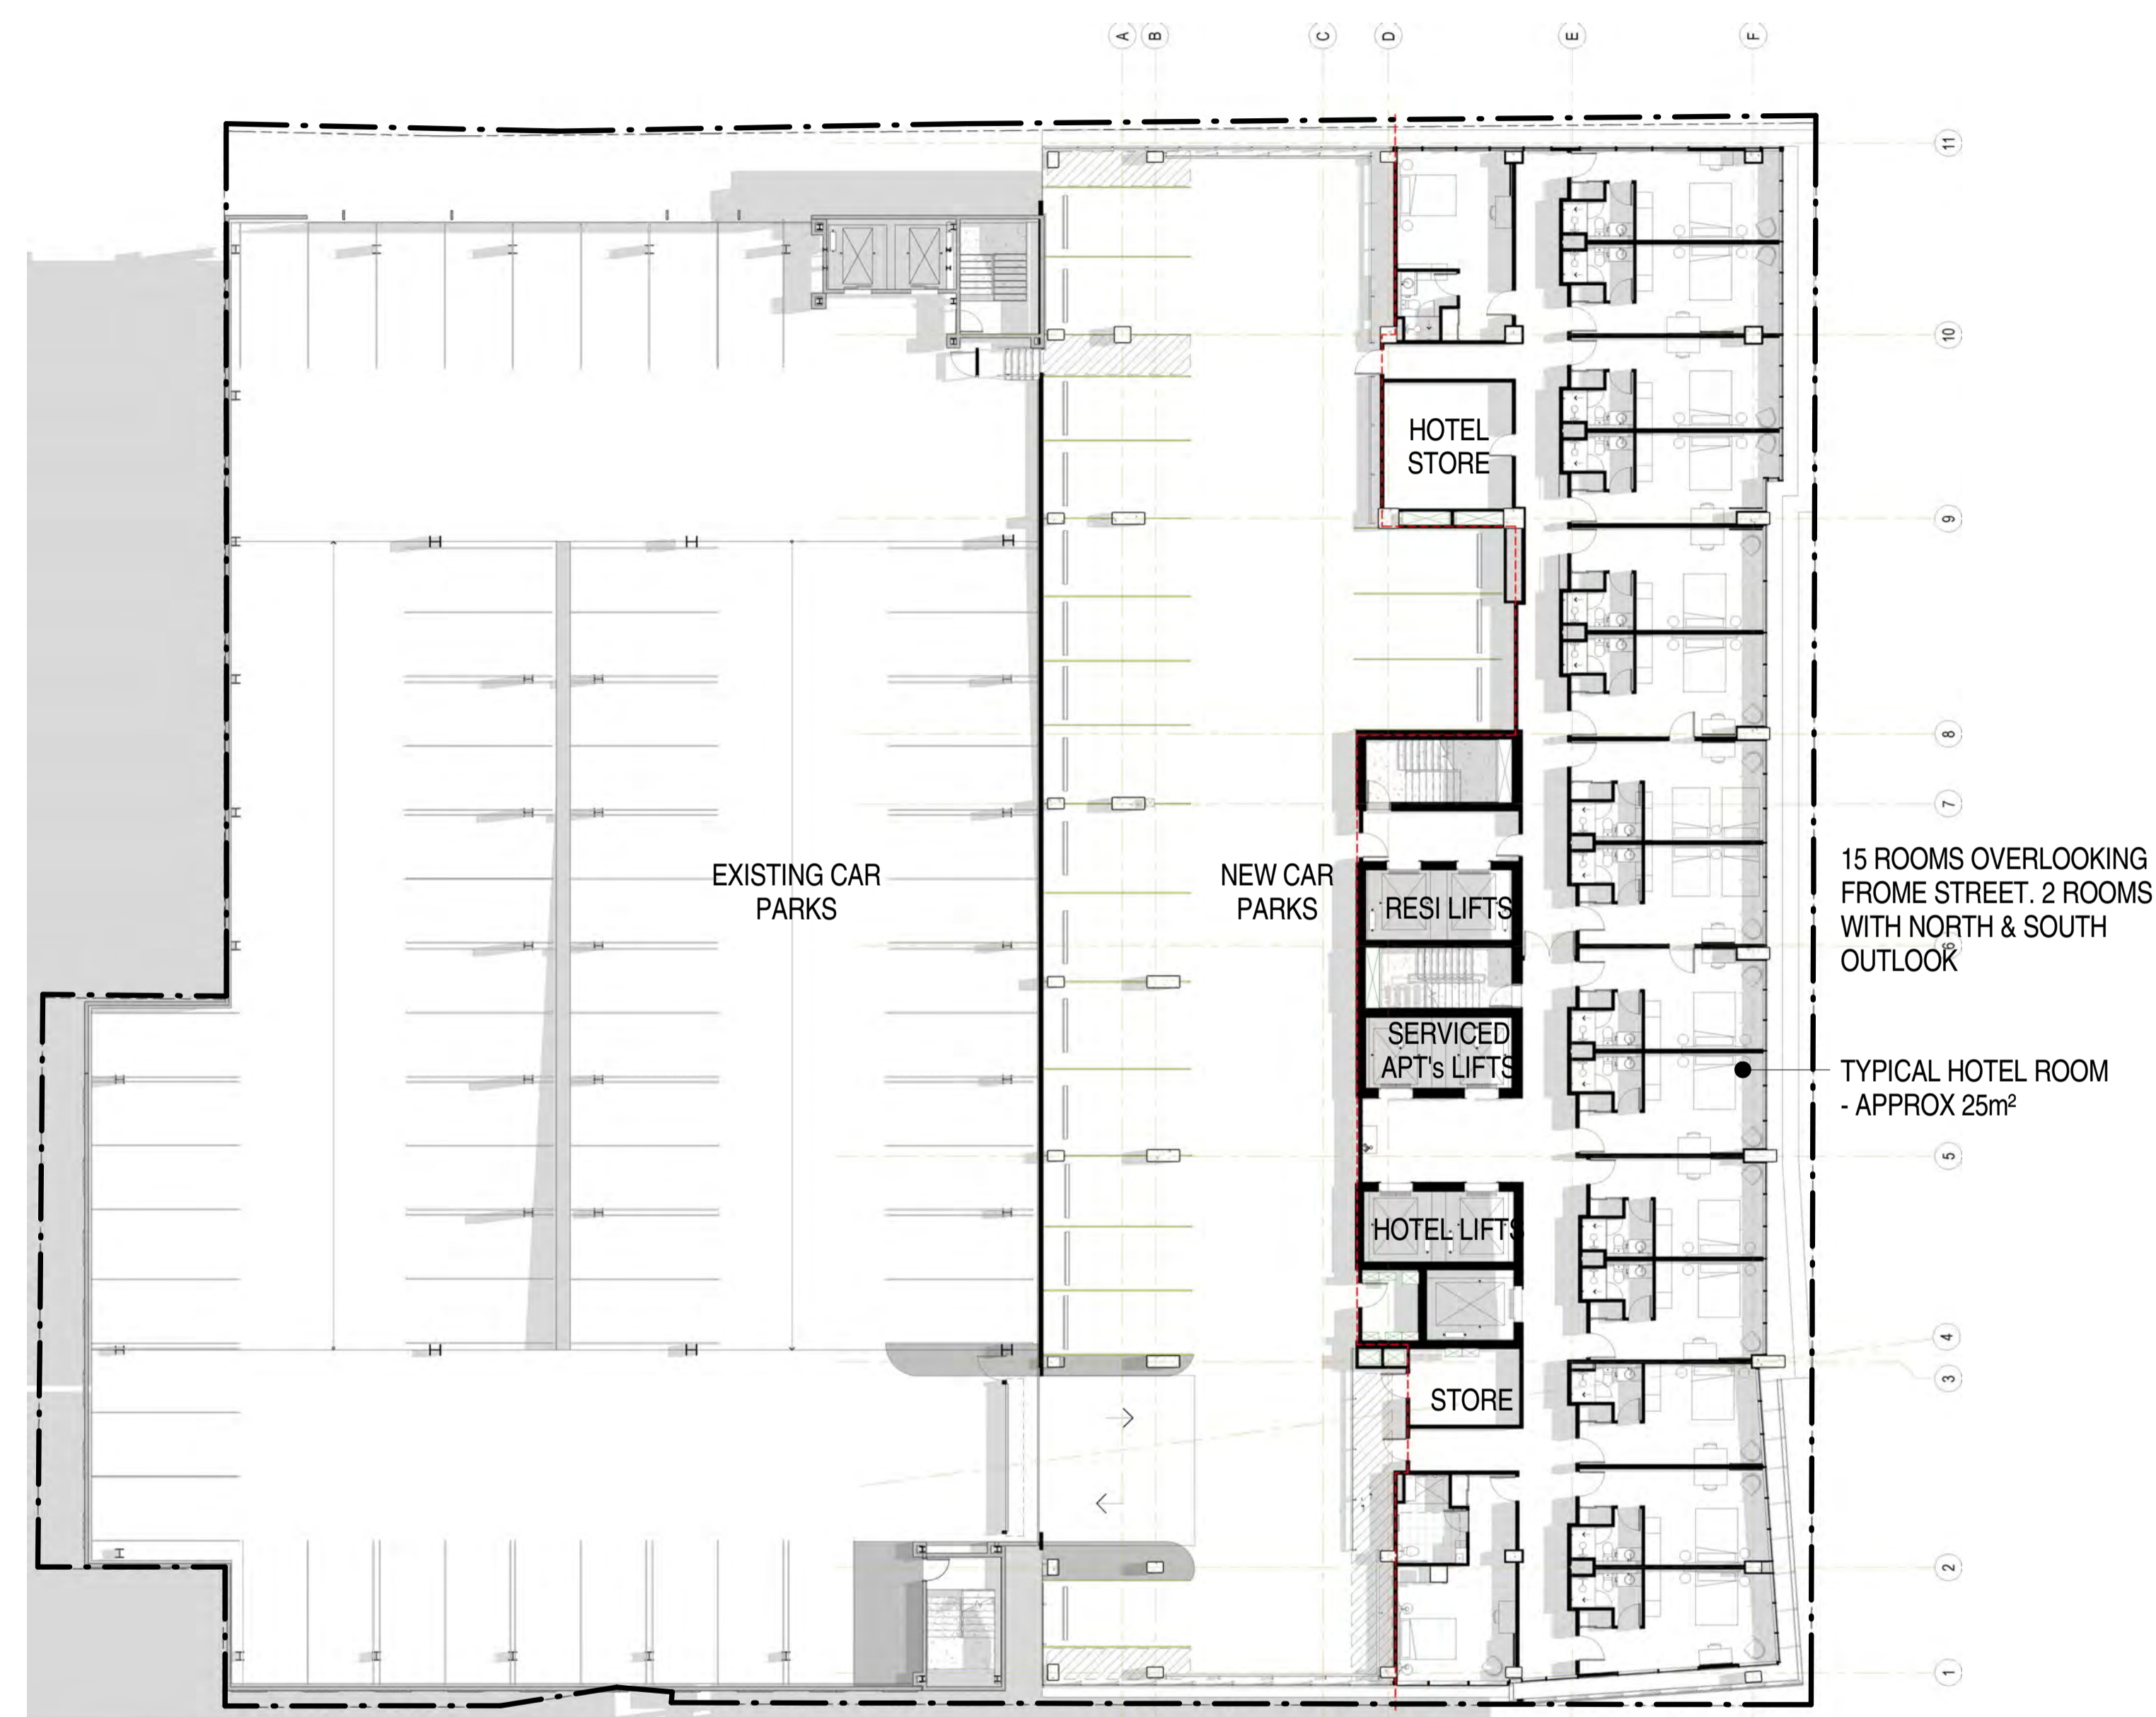 A
B
C
D
E
F
11
10
HOTEL
STORE
9
8
7
EXISTING CAR
PARKS
NEW CAR
PARKS
RESI LIFTS
15 ROOMS OVERLOOKING
FROME STREET. 2 ROOMS
WITH NORTH & SOUTH
OUTLOOK
6
SERVICED
APT's LIFTS
TYPICAL HOTEL ROOM
- APPROX 25m²
5
HOTEL LIFTS
4
3
STORE
2
1